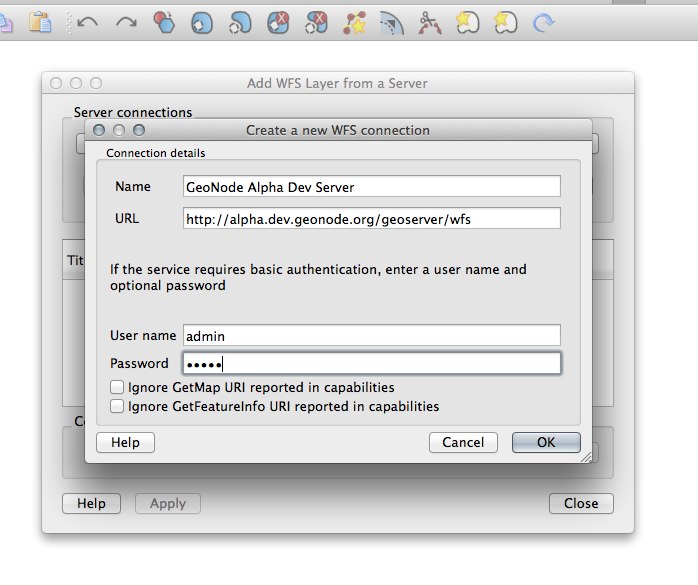 Add WFS Layer from a Server
Server connections
Create a new WFS connection
Connection details
Name GeoNode Alpha Dev Server
URL http://alpha.dev.geonode.org/geoserver/wfs
Tit
If the service requires basic authentication, enter a user name and
optional password
User name admin
Password •••••
Ignore GetMap URI reported in capabilities
Ignore GetFeatureInfo URI reported in capabilities
Help Cancel OK
Help Apply Close